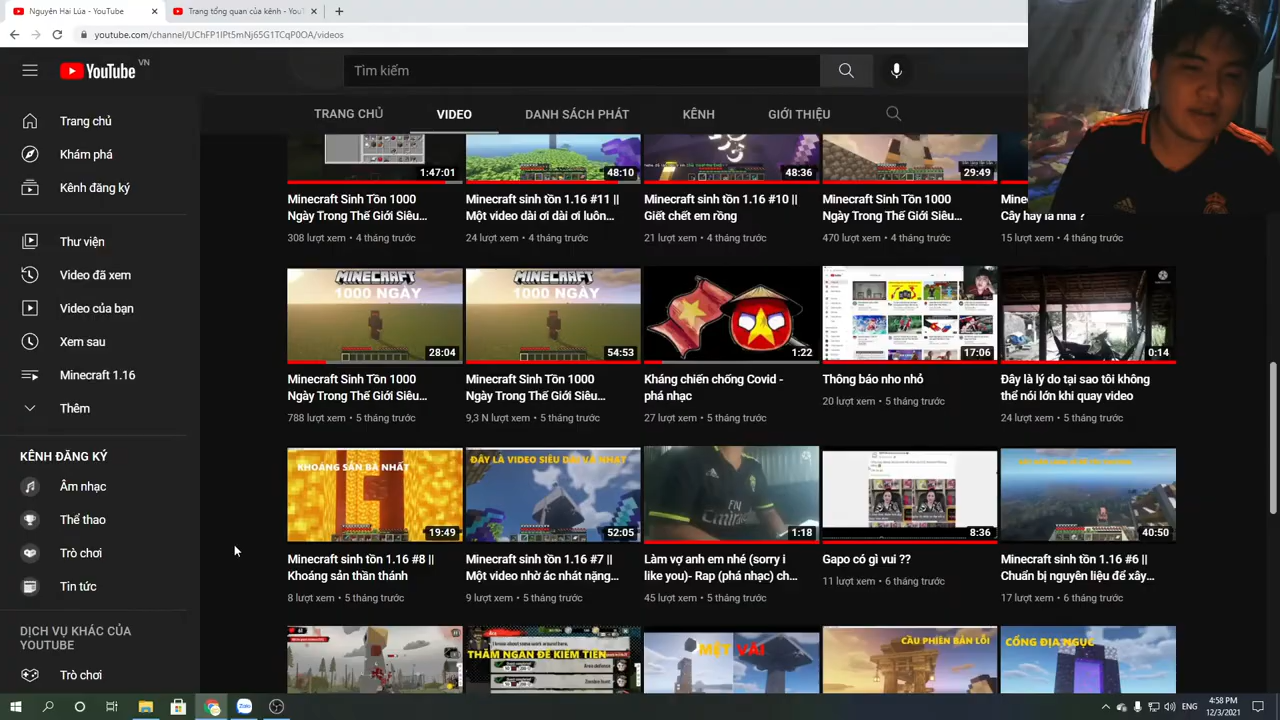 Nguyên Hai Lúa - YouTube
Trang tổng quan của kênh - YouT
youtube.com/channel/UChFP1IPt5mNj65G1TCqP0OA/videos
YouTube VN
Tìm kiếm
TRANG CHỦ VIDEO DANH SÁCH PHÁT KÊNH GIỚI THIỆU
Trang chủ
Khám phá
Kênh đăng ký
Thư viện
Video đã xem
Video của bạn
Xem sau
Minecraft 1.16
Thêm
KÊNH ĐĂNG KÝ
Âm nhạc
Thể thao
Trò chơi
Tin tức
DỊCH VỤ KHÁC CỦA
YOUTUBE
Trò chơi
1:47:01
Minecraft Sinh Tồn 1000
Ngày Trong Thế Giới Siêu...
308 lượt xem • 4 tháng trước
48:10
Minecraft sinh tồn 1.16 #11 ||
Một video dài ơi dài ơi luôn...
24 lượt xem • 4 tháng trước
48:36
Minecraft sinh tồn 1.16 #10 ||
Giết chết em rồng
21 lượt xem • 4 tháng trước
29:49
Minecraft Sinh Tồn 1000
Ngày Trong Thế Giới Siêu...
470 lượt xem • 4 tháng trước
Cây hay là nhà ?
15 lượt xem • 4 tháng trước
MINECRAFT
1000 NGÀY
28:04
Minecraft Sinh Tồn 1000
Ngày Trong Thế Giới Siêu...
788 lượt xem • 5 tháng trước
MINECRAFT
1000 NGÀY
54:53
Minecraft Sinh Tồn 1000
Ngày Trong Thế Giới Siêu...
9,3 N lượt xem • 5 tháng trước
1:22
Kháng chiến chống Covid -
phá nhạc
27 lượt xem • 5 tháng trước
17:06
Thông báo nho nhỏ
20 lượt xem • 5 tháng trước
0:14
Đây là lý do tại sao tôi không
thể nói lớn khi quay video
24 lượt xem • 5 tháng trước
KHOÁNG SẢN BÁ NHẤT
19:49
Minecraft sinh tồn 1.16 #8 ||
Khoáng sản thần thánh
8 lượt xem • 5 tháng trước
ĐÂY LÀ VIDEO SIÊU DÀI VÀI NHẤT
52:05
Minecraft sinh tồn 1.16 #7 ||
Một video nhờ ác nhát nặng...
9 lượt xem • 5 tháng trước
1:18
Làm vợ anh em nhé (sorry i
like you)- Rap (phá nhạc) ch...
45 lượt xem • 5 tháng trước
8:36
Gapo có gì vui ??
11 lượt xem • 6 tháng trước
40:50
Minecraft sinh tồn 1.16 #6 ||
Chuẩn bị nguyên liệu để xây...
17 lượt xem • 6 tháng trước
THÂM NGAN ĐỂ KIẾM TIỀN
MỆT VÃI
CẦU PHIÊN BẢN LỖI
CỔNG ĐỊA NGỤC
ENG
4:58 PM
12/3/2021